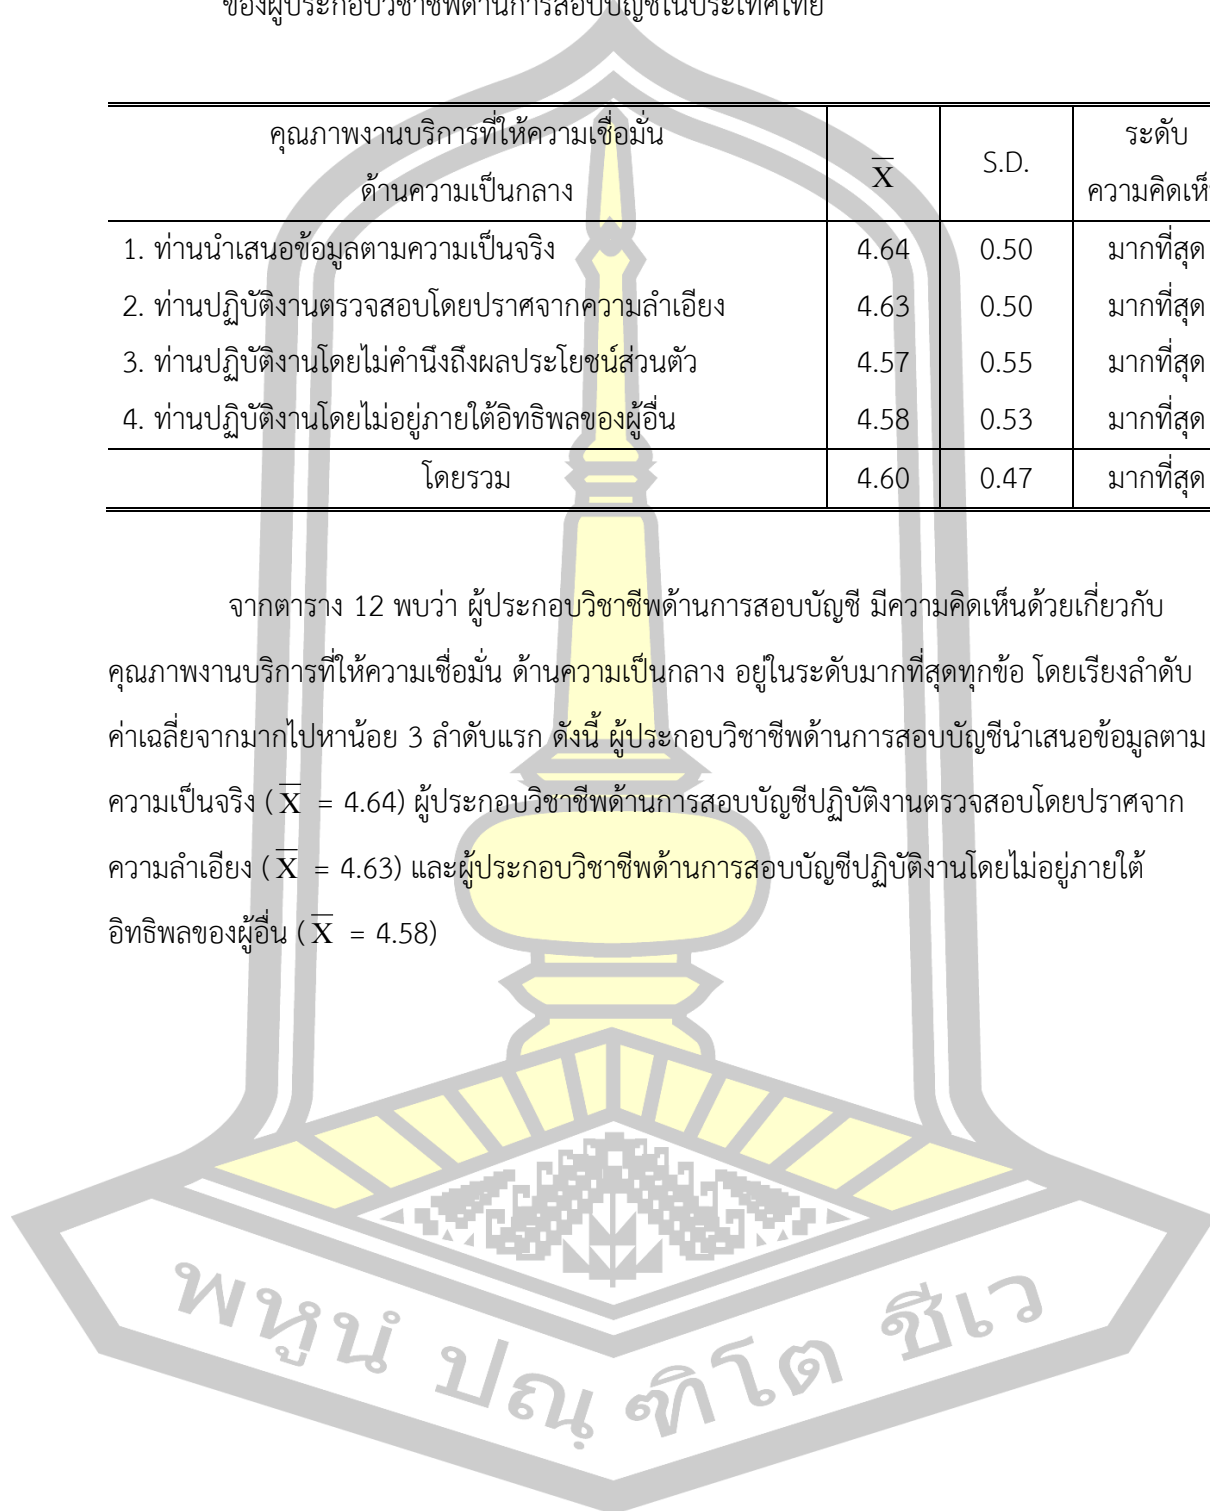 ของผู้ประกอบวิชาชีพด้านการสอบบัญชีในประเทศไทย
คุณภาพงานบริการที่ให้ความเชื่อมั่น
ด้านความเป็นกลาง
X̄ S.D. ระดับ
ความคิดเห็
1. ท่านนำเสนอข้อมูลตามความเป็นจริง 4.64 0.50 มากที่สุด
2. ท่านปฏิบัติงานตรวจสอบโดยปราศจากความลำเอียง 4.63 0.50 มากที่สุด
3. ท่านปฏิบัติงานโดยไม่คำนึงถึงผลประโยชน์ส่วนตัว 4.57 0.55 มากที่สุด
4. ท่านปฏิบัติงานโดยไม่อยู่ภายใต้อิทธิพลของผู้อื่น 4.58 0.53 มากที่สุด
โดยรวม 4.60 0.47 มากที่สุด
จากตาราง 12 พบว่า ผู้ประกอบวิชาชีพด้านการสอบบัญชี มีความคิดเห็นด้วยเกี่ยวกับ
คุณภาพงานบริการที่ให้ความเชื่อมั่น ด้านความเป็นกลาง อยู่ในระดับมากที่สุดทุกข้อ โดยเรียงลำดับ
ค่าเฉลี่ยจากมากไปหาน้อย 3 ลำดับแรก ดังนี้ ผู้ประกอบวิชาชีพด้านการสอบบัญชีนำเสนอข้อมูลตาม
ความเป็นจริง (X̄ = 4.64) ผู้ประกอบวิชาชีพด้านการสอบบัญชีปฏิบัติงานตรวจสอบโดยปราศจาก
ความลำเอียง (X̄ = 4.63) และผู้ประกอบวิชาชีพด้านการสอบบัญชีปฏิบัติงานโดยไม่อยู่ภายใต้
อิทธิพลของผู้อื่น (X̄ = 4.58)
พหูนํ ปณฺฑิโต ชีเว